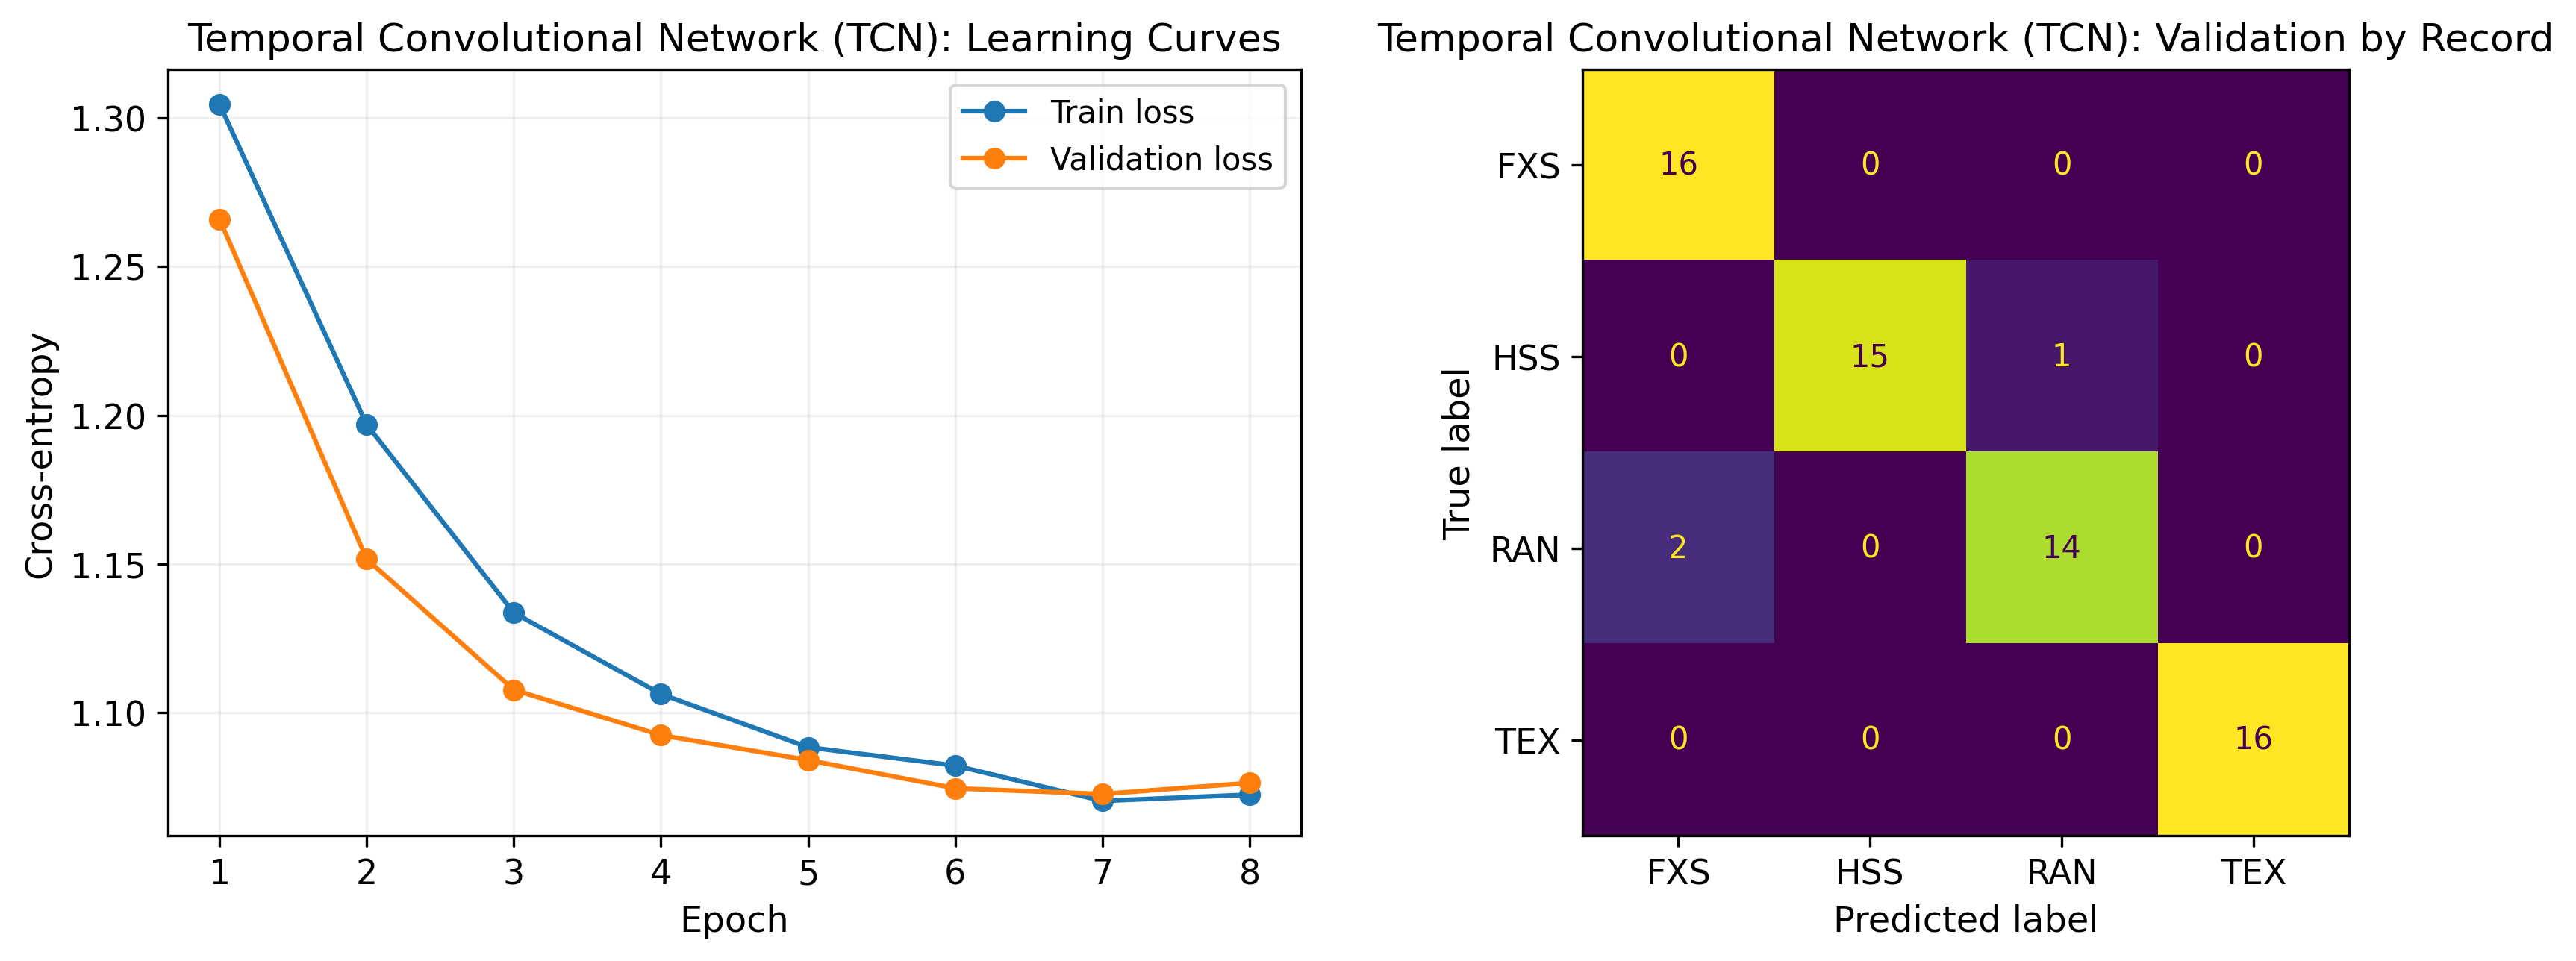 Temporal Convolutional Network (TCN): Learning Curves
Cross-entropy
1.30
1.25
1.20
1.15
1.10
Train loss
Validation loss
1 2 3 4 5 6 7 8
Epoch
Temporal Convolutional Network (TCN): Validation by Record
True label
FXS 16 0 0 0
HSS 0 15 1 0
RAN 2 0 14 0
TEX 0 0 0 16
FXS HSS RAN TEX
Predicted label